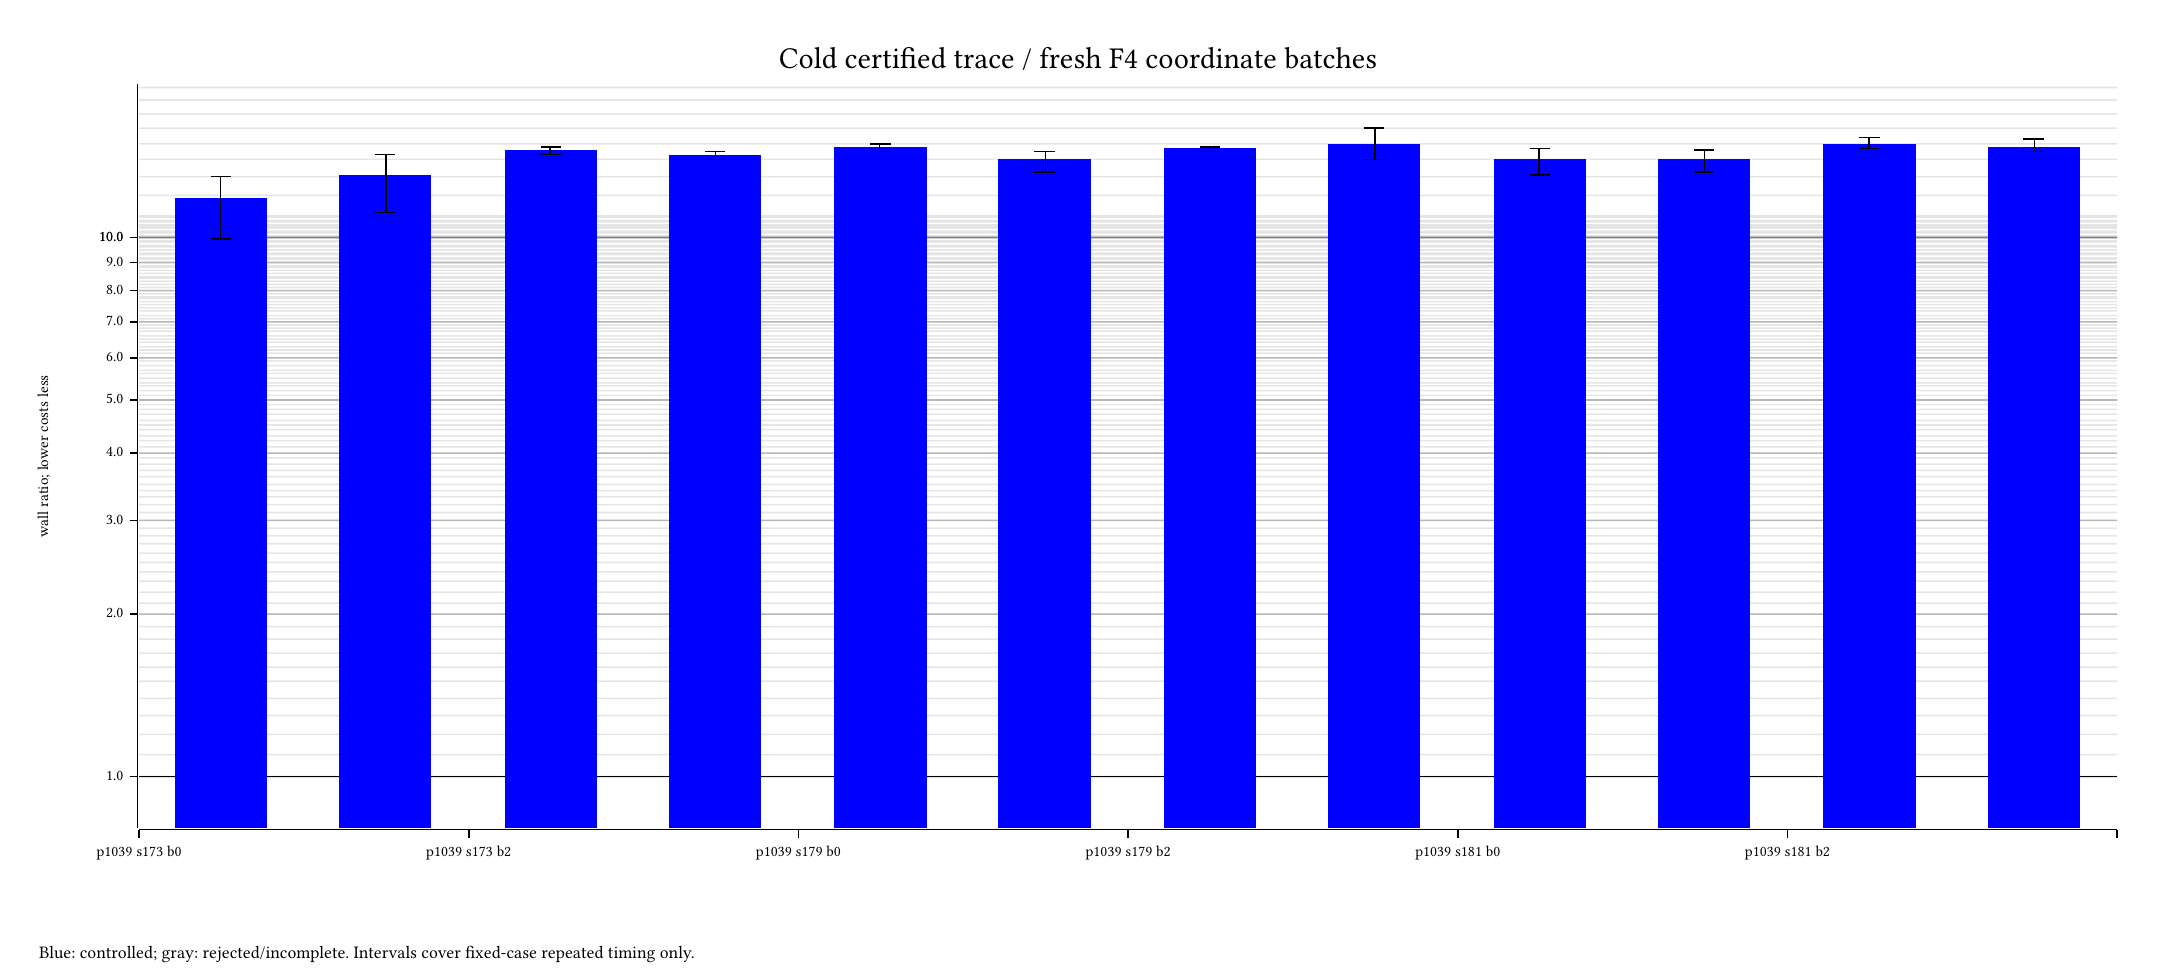 Cold certified trace / fresh F4 coordinate batches
wall ratio; lower costs less
10.0
9.0
8.0
7.0
6.0
5.0
4.0
3.0
2.0
1.0
p1039 s173 b0
p1039 s173 b2
p1039 s179 b0
p1039 s179 b2
p1039 s181 b0
p1039 s181 b2
Blue: controlled; gray: rejected/incomplete. Intervals cover fixed-case repeated timing only.